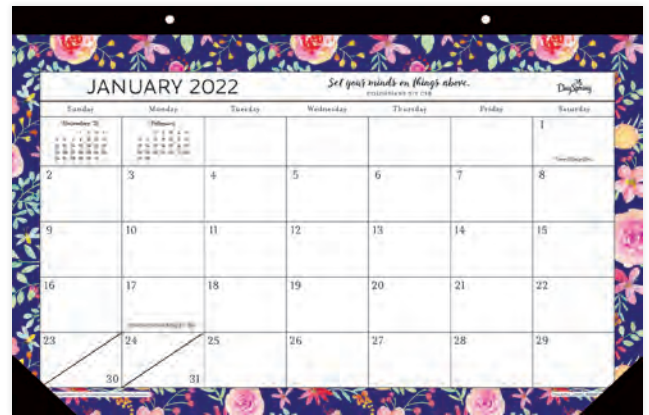 JANUARY 2022
Set your minds on things above.
DaySpring
Sunday Monday Tuesday Wednesday Thursday Friday Saturday
February
1
2 3 4 5 6 7 8
9 10 11 12 13 14 15
16 17 18 19 20 21 22
23 24 25 26 27 28 29
30 31